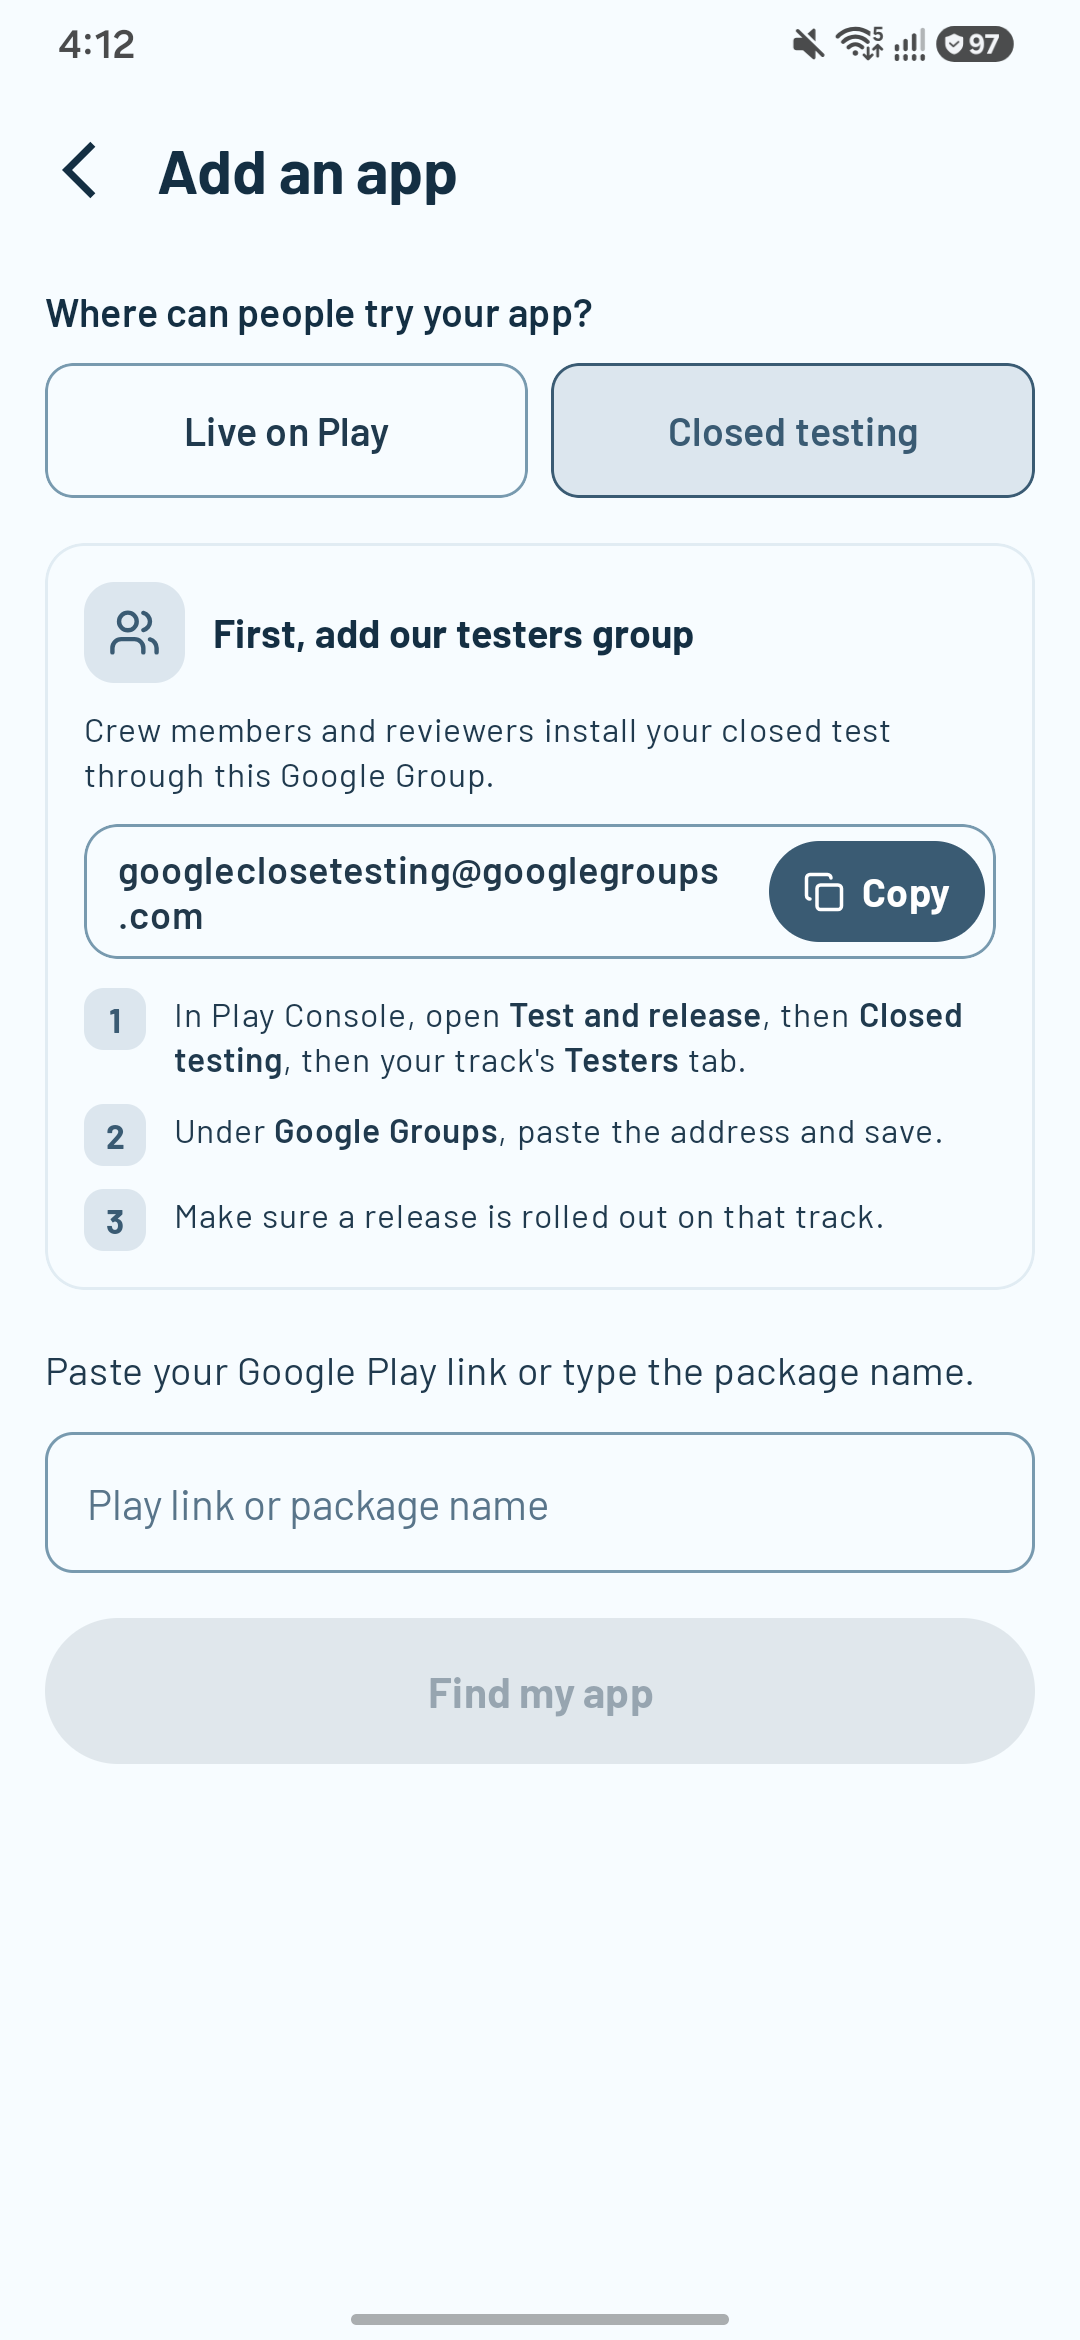 4:12
5
97
Add an app
Where can people try your app?
Live on Play
Closed testing
First, add our testers group
Crew members and reviewers install your closed test
through this Google Group.
googleclosetesting@googlegroups
.com
Copy
1 In Play Console, open Test and release, then Closed
testing, then your track's Testers tab.
2 Under Google Groups, paste the address and save.
3 Make sure a release is rolled out on that track.
Paste your Google Play link or type the package name.
Play link or package name
Find my app